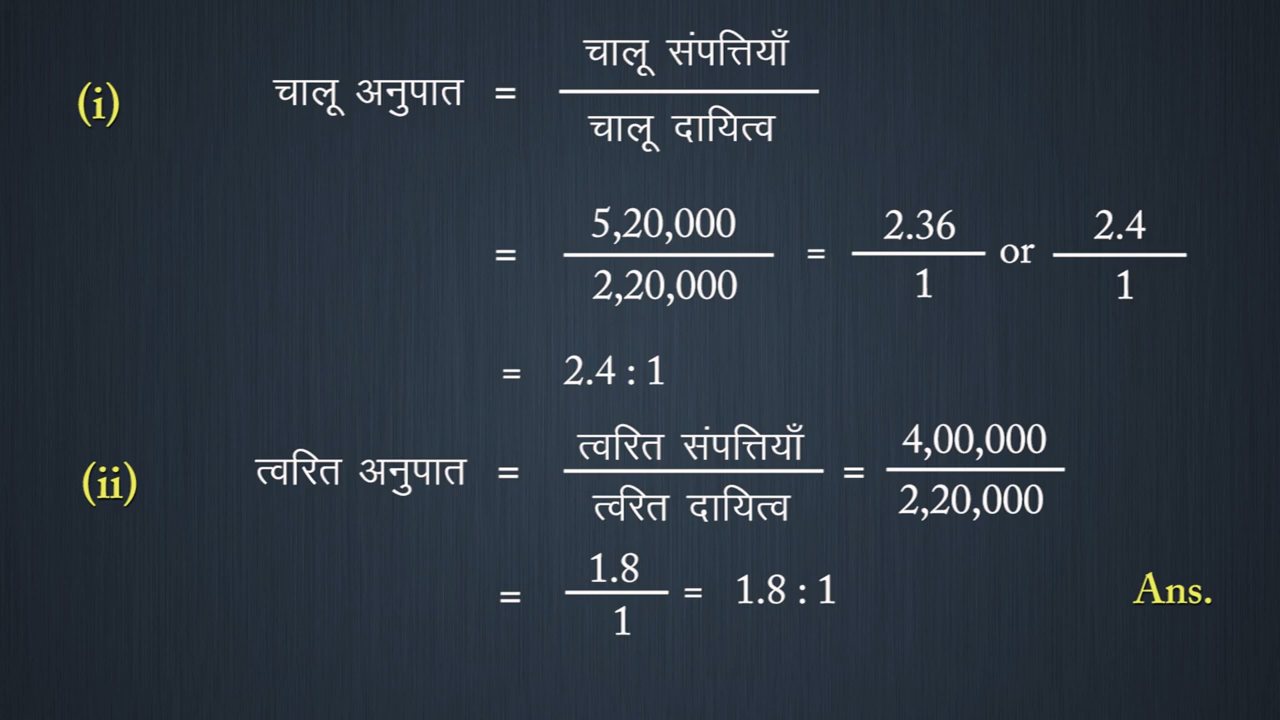 (i) चालू अनुपात = चालू संपत्तियाँ
चालू दायित्व
= 5,20,000 = 2.36 or 2.4
2,20,000 1 1
= 2.4 : 1
(ii) त्वरित अनुपात = त्वरित संपत्तियाँ = 4,00,000
त्वरित दायित्व 2,20,000
= 1.8 = 1.8 : 1 Ans.
1